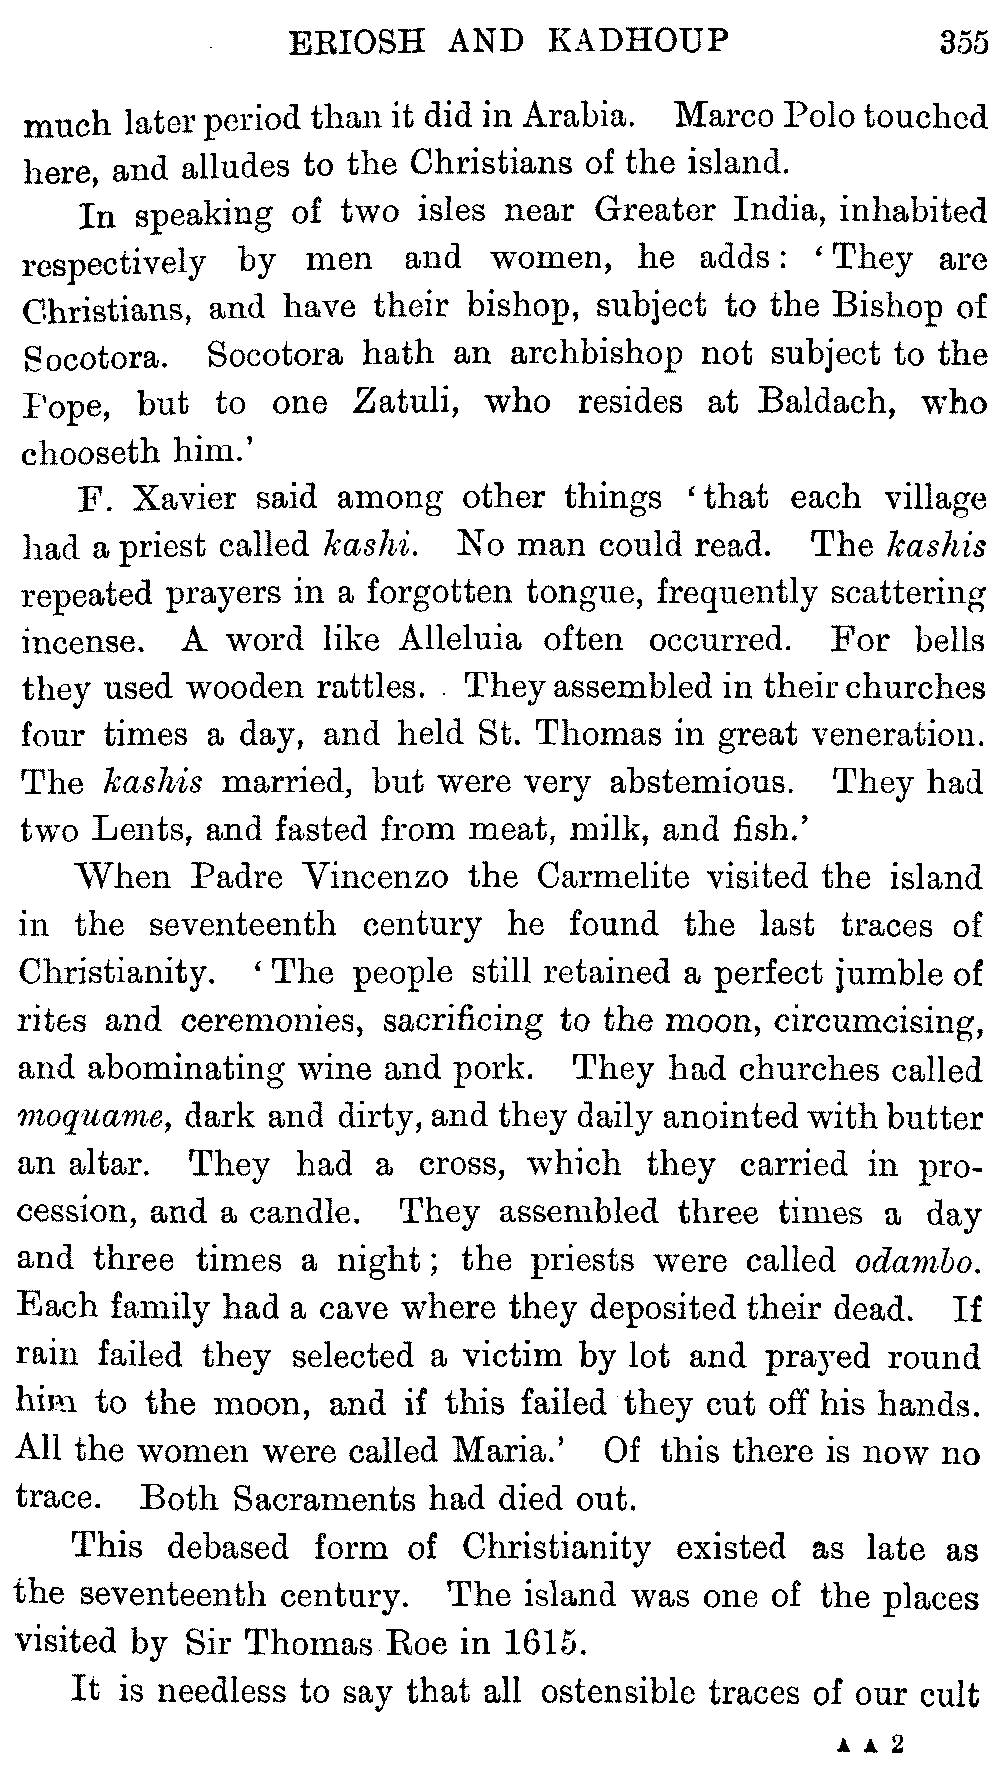 ERIOSH AND KADHOUP 355
much later period than it did in Arabia. Marco Polo touched
here, and alludes to the Christians of the island.
In speaking of two isles near Greater India, inhabited
respectively by men and women, he adds: ‘They are
Christians, and have their bishop, subject to the Bishop of
Socotora. Socotora hath an archbishop not subject to the
Pope, but to one Zatuli, who resides at Baldach, who
chooseth him.’
F. Xavier said among other things ‘that each village
had a priest called kashi. No man could read. The kashis
repeated prayers in a forgotten tongue, frequently scattering
incense. A word like Alleluia often occurred. For bells
they used wooden rattles. They assembled in their churches
four times a day, and held St. Thomas in great veneration.
The kashis married, but were very abstemious. They had
two Lents, and fasted from meat, milk, and fish.’
When Padre Vincenzo the Carmelite visited the island
in the seventeenth century he found the last traces of
Christianity. ‘The people still retained a perfect jumble of
rites and ceremonies, sacrificing to the moon, circumcising,
and abominating wine and pork. They had churches called
moquame, dark and dirty, and they daily anointed with butter
an altar. They had a cross, which they carried in pro-
cession, and a candle. They assembled three times a day
and three times a night; the priests were called odambo.
Each family had a cave where they deposited their dead. If
rain failed they selected a victim by lot and prayed round
him to the moon, and if this failed they cut off his hands.
All the women were called Maria.’ Of this there is now no
trace. Both Sacraments had died out.
This debased form of Christianity existed as late as
the seventeenth century. The island was one of the places
visited by Sir Thomas Roe in 1615.
It is needless to say that all ostensible traces of our cult
A A 2